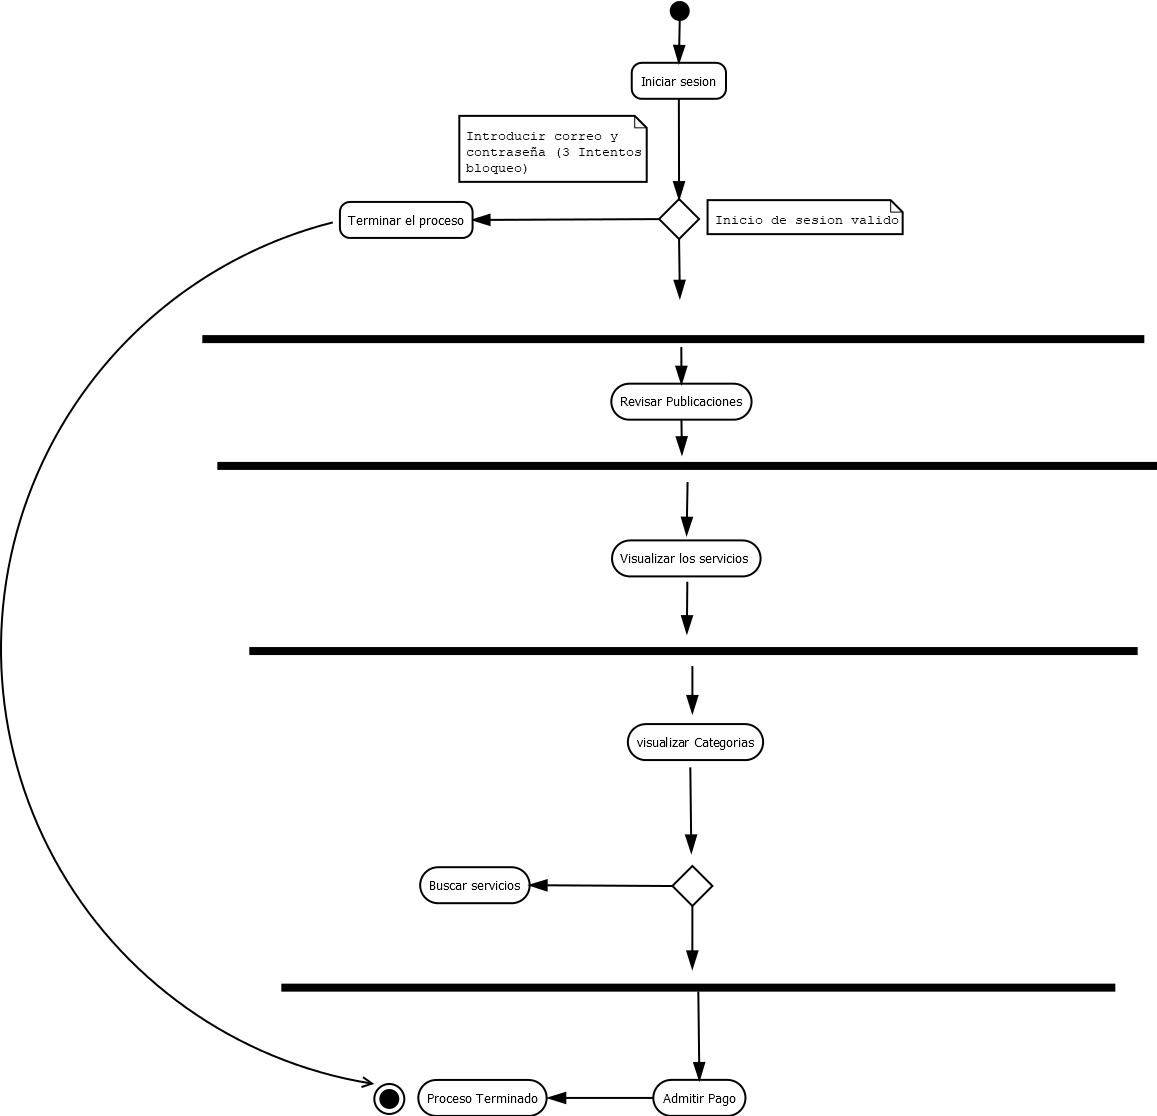 Iniciar sesion
Introducir correo y
contraseña (3 Intentos
bloqueo)
Terminar el proceso
Inicio de sesion valido
Revisar Publicaciones
Visualizar los servicios
visualizar Categorias
Buscar servicios
Proceso Terminado
Admitir Pago